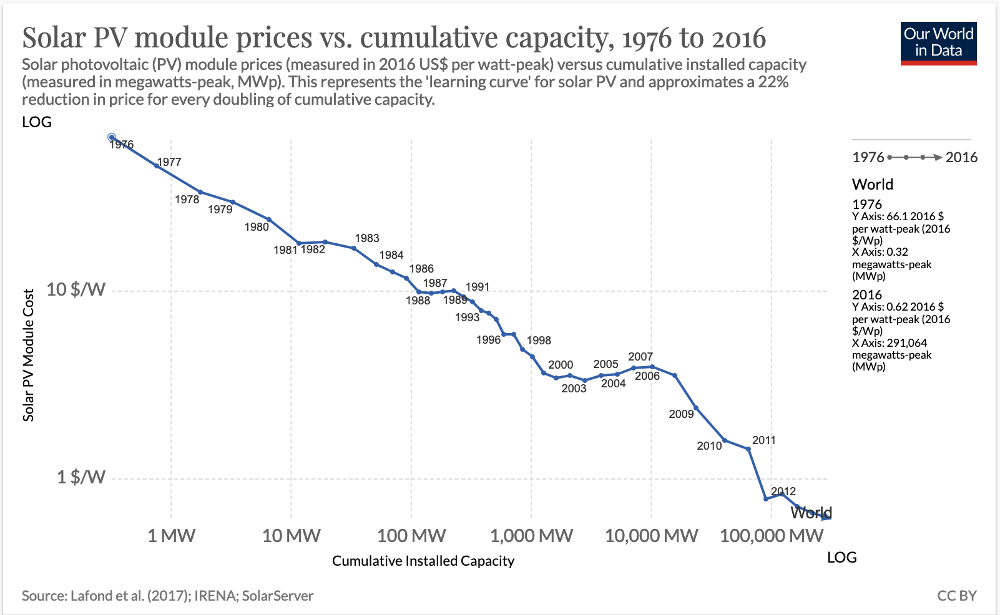 Solar PV module prices vs. cumulative capacity, 1976 to 2016
Our World
in Data
Solar photovoltaic (PV) module prices (measured in 2016 US$ per watt-peak) versus cumulative installed capacity
(measured in megawatts-peak, MWp). This represents the 'learning curve' for solar PV and approximates a 22%
reduction in price for every doubling of cumulative capacity.
LOG
1976
1977
1978
1979
1980
1981
1982
1983
1984
1986
1987
1988
1989
1991
1993
1996
1998
2000
2003
2005
2004
2007
2006
2009
2010
2011
2012
World
10 $/W
1 $/W
Solar PV Module Cost
1 MW
10 MW
100 MW
1,000 MW
10,000 MW
100,000 MW
Cumulative Installed Capacity
LOG
1976
2016
World
1976
Y Axis: 66.1 2016 $
per watt-peak (2016
$/Wp)
X Axis: 0.32
megawatts-peak
(MWp)
2016
Y Axis: 0.62 2016 $
per watt-peak (2016
$/Wp)
X Axis: 291,064
megawatts-peak
(MWp)
Source: Lafond et al. (2017); IRENA; SolarServer
CC BY